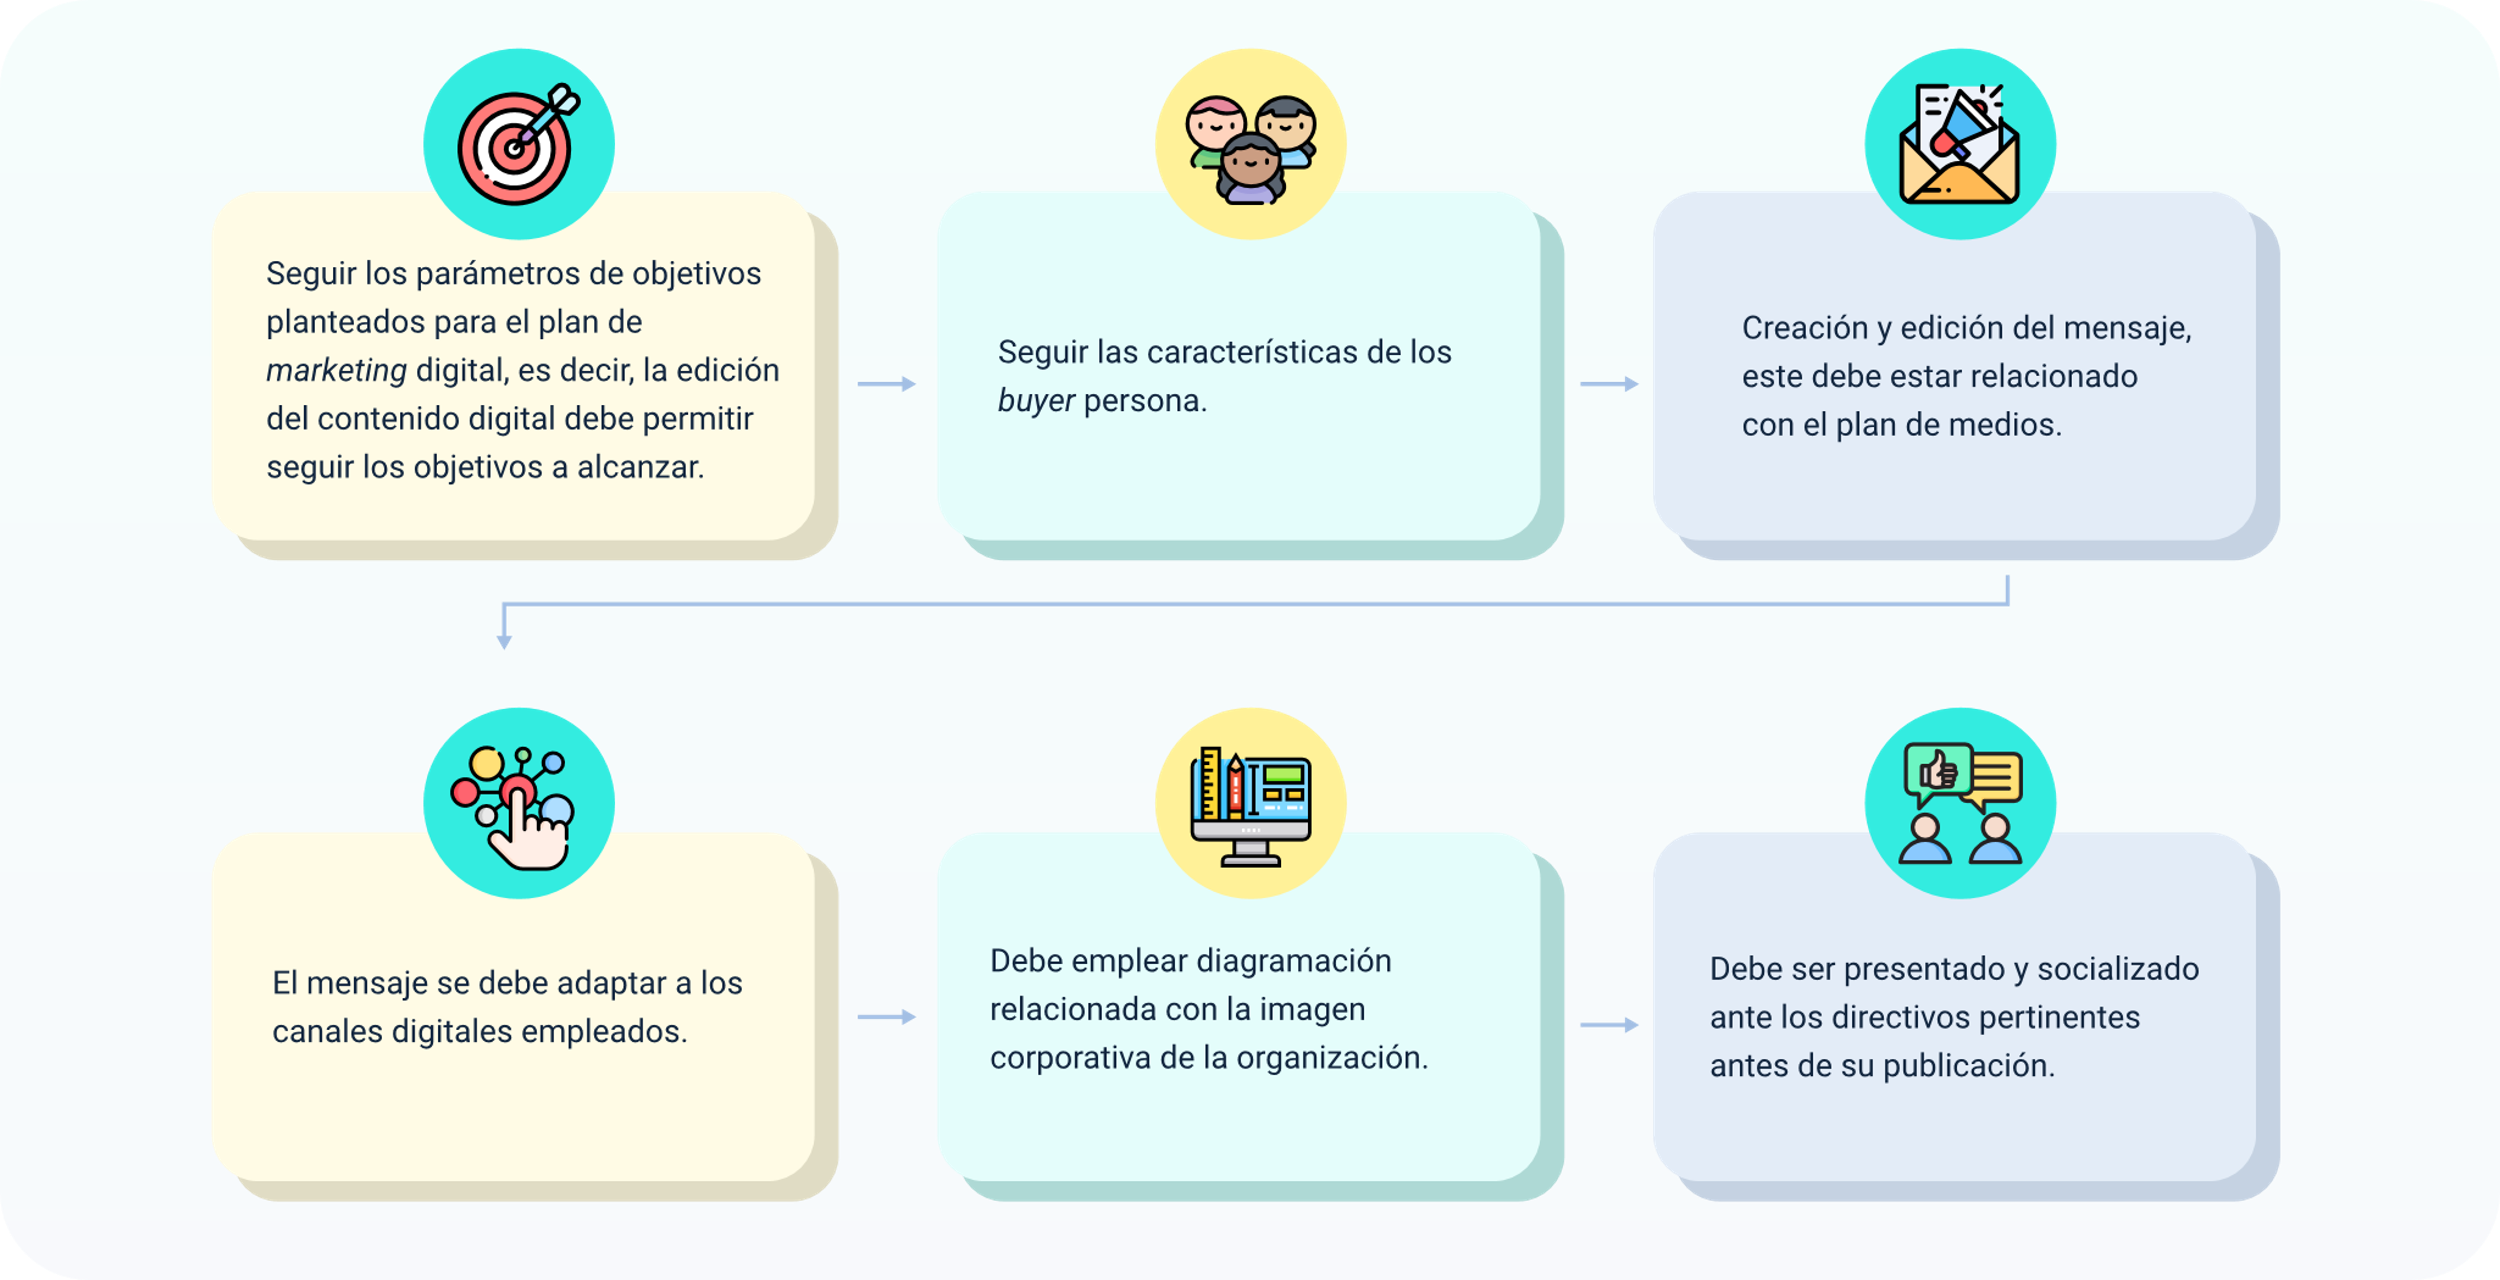 Seguir los parámetros de objetivos
planteados para el plan de
marketing digital, es decir, la edición
del contenido digital debe permitir
seguir los objetivos a alcanzar.
Seguir las características de los
buyer persona.
Creación y edición del mensaje,
este debe estar relacionado
con el plan de medios.
El mensaje se debe adaptar a los
canales digitales empleados.
Debe emplear diagramación
relacionada con la imagen
corporativa de la organización.
Debe ser presentado y socializado
ante los directivos pertinentes
antes de su publicación.